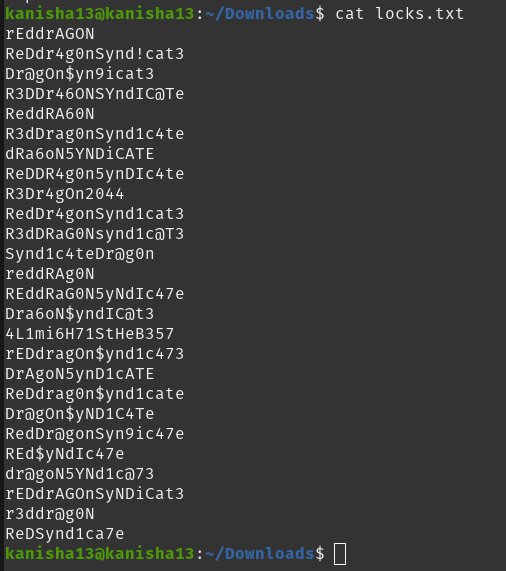 kanisha13@kanisha13:~/Downloads$ cat locks.txt
rEddrAGON
ReDdr4g0nSynd!cat3
Dr@gOn$yn9icat3
R3DDr46ONSYndIC@Te
ReddRA60N
R3dDrag0nSynd1c4te
dRa6oN5YNDiCATE
ReDDR4g0n5ynDIc4te
R3Dr4gOn2044
RedDr4gonSynd1cat3
R3dDRaG0Nsynd1c@T3
Synd1c4teDr@g0n
reddRAg0N
REddRaG0N5yNdIc47e
Dra6oN$yndIC@t3
4L1mi6H71StHeB357
rEDdragOn$ynd1c473
DrAgoN5ynD1cATE
ReDdrag0n$ynd1cate
Dr@gOn$yND1C4Te
RedDr@gonSyn9ic47e
REd$yNdIc47e
dr@goN5YNd1c@73
rEDdrAGOnSyNDiCat3
r3ddr@g0N
ReDSynd1ca7e
kanisha13@kanisha13:~/Downloads$